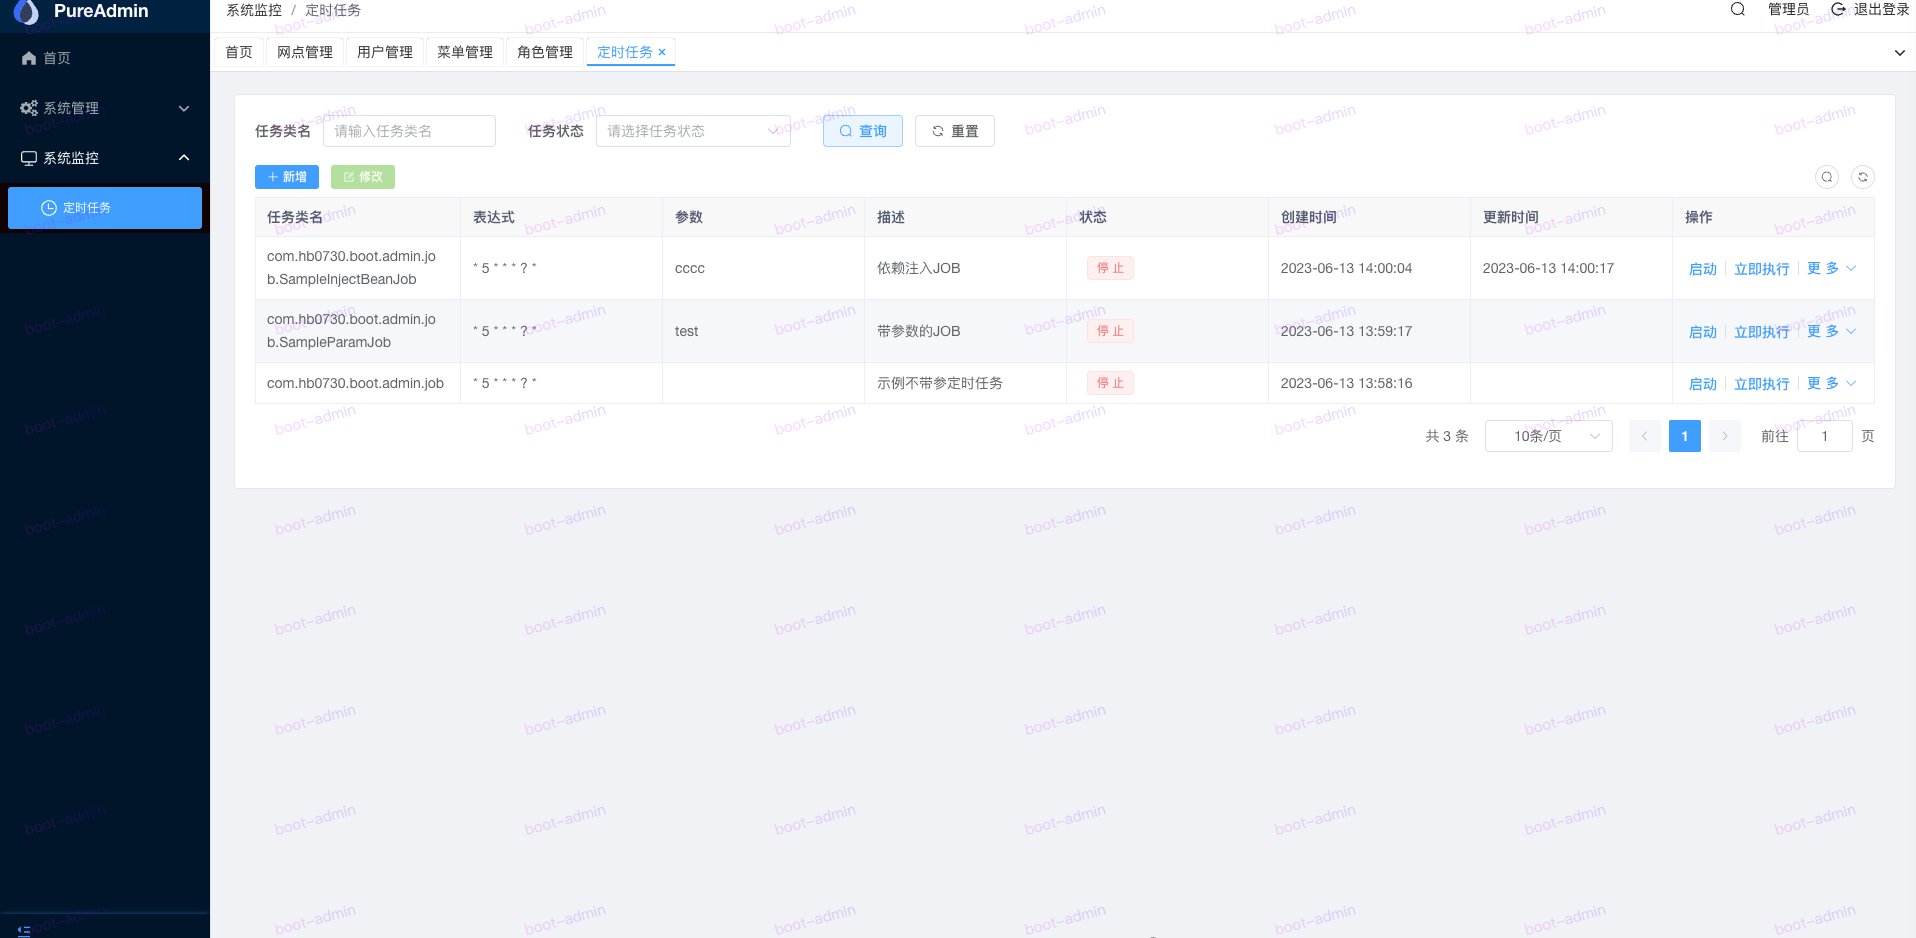 PureAdmin
系统监控 / 定时任务
管理员 退出登录
首页 网点管理 用户管理 菜单管理 角色管理 定时任务 ×
首页
系统管理
系统监控
定时任务
任务类名 请输入任务类名 任务状态 请选择任务状态 查询 重置
新增 修改
任务类名 表达式 参数 描述 状态 创建时间 更新时间 操作
com.hb0730.boot.admin.jo
b.SampleInjectBeanJob
* 5 * * * ? * cccc 依赖注入JOB 停止 2023-06-13 14:00:04 2023-06-13 14:00:17 启动 立即执行 更多
com.hb0730.boot.admin.jo
b.SampleParamJob
* 5 * * * ? * test 带参数的JOB 停止 2023-06-13 13:59:17 启动 立即执行 更多
com.hb0730.boot.admin.job * 5 * * * ? * 示例不带参定时任务 停止 2023-06-13 13:58:16 启动 立即执行 更多
共 3 条 10条/页 1 前往 1 页
boot-admin